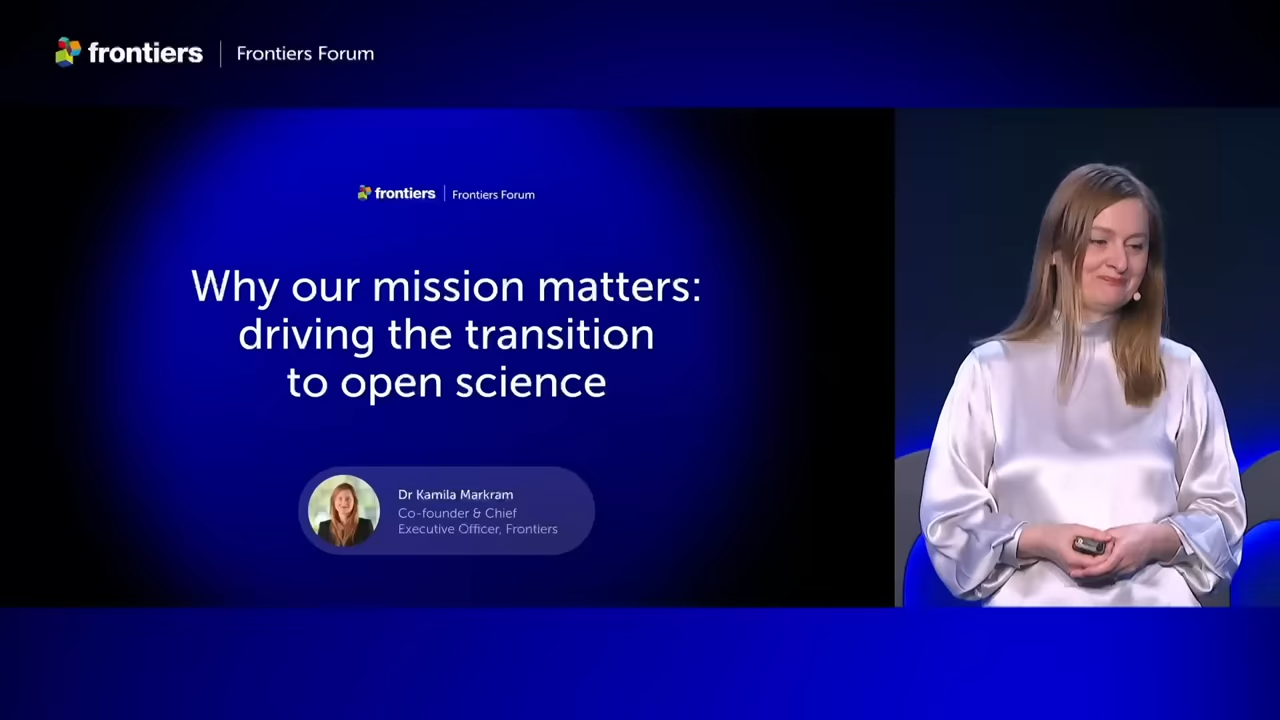 frontiers | Frontiers Forum
frontiers | Frontiers Forum
Why our mission matters:
driving the transition
to open science
Dr Kamila Markram
Co-founder & Chief
Executive Officer, Frontiers